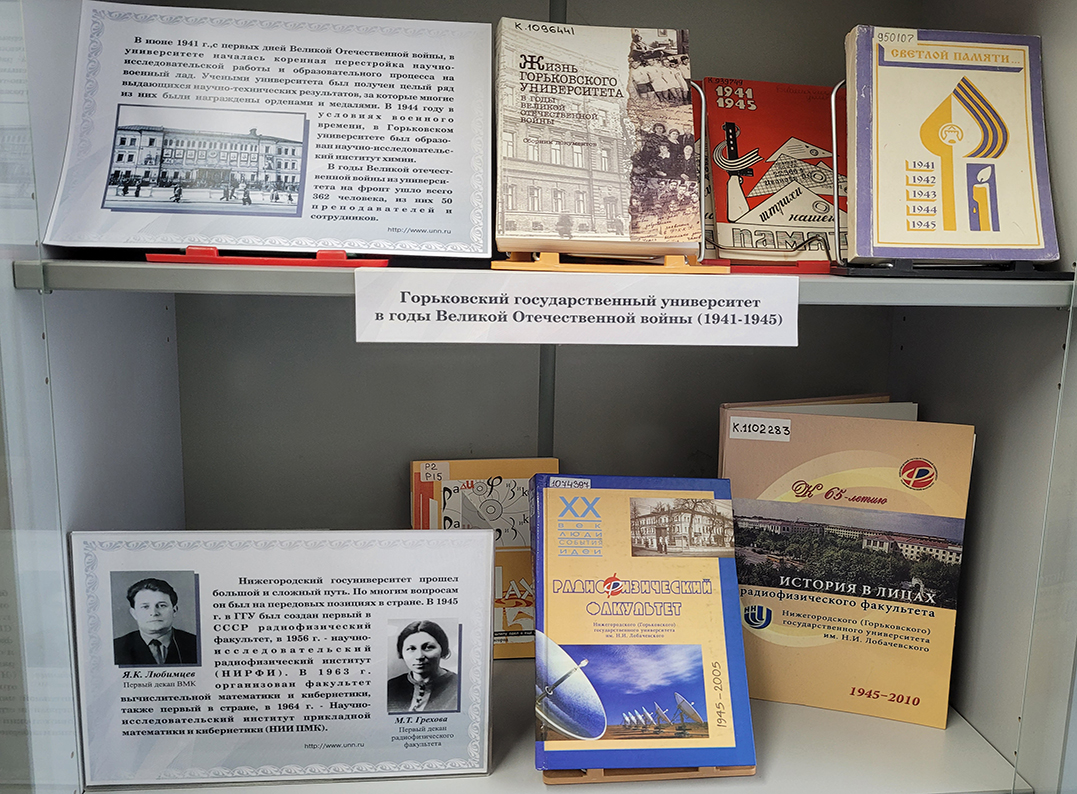 В июне 1941 г.,с первых дней Великой Отечественной войны, в
университете началась коренная перестройка научно-
исследовательской работы и образовательного процесса на
военный лад. Учеными университета был получен целый ряд
выдающихся научно-технических результатов, за которые многие
из них были награждены орденами и медалями. В 1944 году в
условиях военного
времени, в Горьковском
университете был образо-
ван научно-исследователь-
ский институт химии.
В годы Великой отечест-
венной войны из универси-
тета на фронт ушло всего
362 человека, из них 50
преподавателей и
сотрудников.
http://www.unn.ru
К.1096441
Жизнь
Горьковского
университета
в годы
Великой
Отечественной
войны
Сборник документов
1941
1945
штрихи
нашей
памяти
950107
СВЕТЛОЙ ПАМЯТИ...
1941
1942
1943
1944
1945
Горьковский государственный университет
в годы Великой Отечественной войны (1941-1945)
Нижегородский госуниверситет прошел
большой и сложный путь. По многим вопросам
он был на передовых позициях в стране. В 1945
г. в ГГУ был создан первый в
СССР радиофизический
факультет, в 1956 г. - научно-
исследовательский
радиофизический институт
(НИРФИ). В 1963 г.
организован факультет
вычислительной математики и кибернетики,
также первый в стране, в 1964 г. - Научно-
исследовательский институт прикладной
математики и кибернетики (НИИ ПМК).
http://www.unn.ru
Я.К. Любимцев
Первый декан ВМК
М.Т. Грехова
Первый декан
радиофизического
факультета
Р2
Р15
1074394
XX
ВЕК
ЛЮДИ
СОБЫТИЯ
ИДЕИ
РАДИОФИЗИЧЕСКИЙ
ФАКУЛЬТЕТ
Нижегородского (Горьковского)
государственного университета
им. Н.И. Лобачевского
1945-2005
К.1102283
К 65-летию
ИСТОРИЯ В ЛИЦАХ
радиофизического факультета
Нижегородского (Горьковского)
государственного университета
им. Н.И. Лобачевского
1945-2010